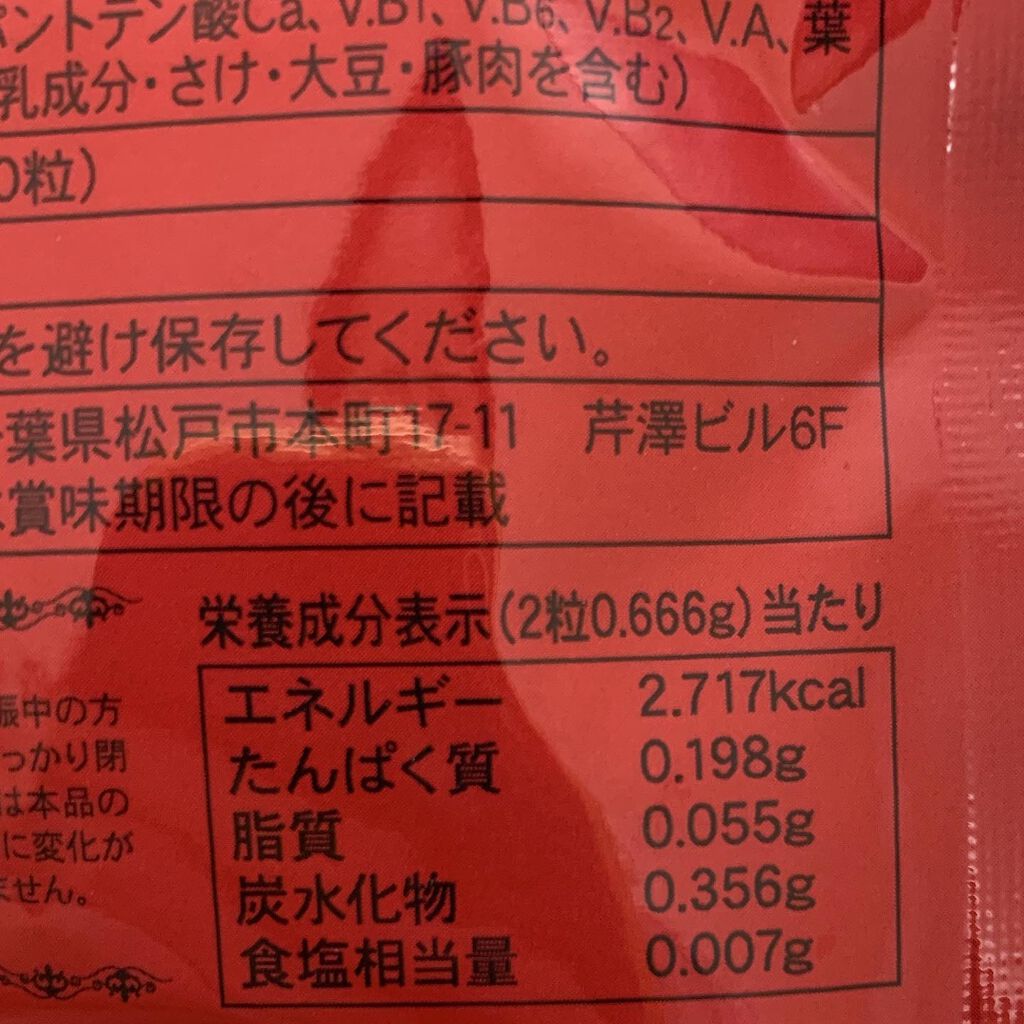 パントテン酸Ca、V.B1、V.B6、V.B2、V.A、葉
乳成分・さけ・大豆・豚肉を含む)
0粒)
を避け保存してください。
葉県松戸市本町17-11 芹澤ビル6F
賞味期限の後に記載
栄養成分表示(2粒0.666g)当たり
エネルギー 2.717kcal
たんぱく質 0.198g
脂質 0.055g
炭水化物 0.356g
食塩相当量 0.007g
娠中の方
っかり閉
は本品の
に変化が
ません。